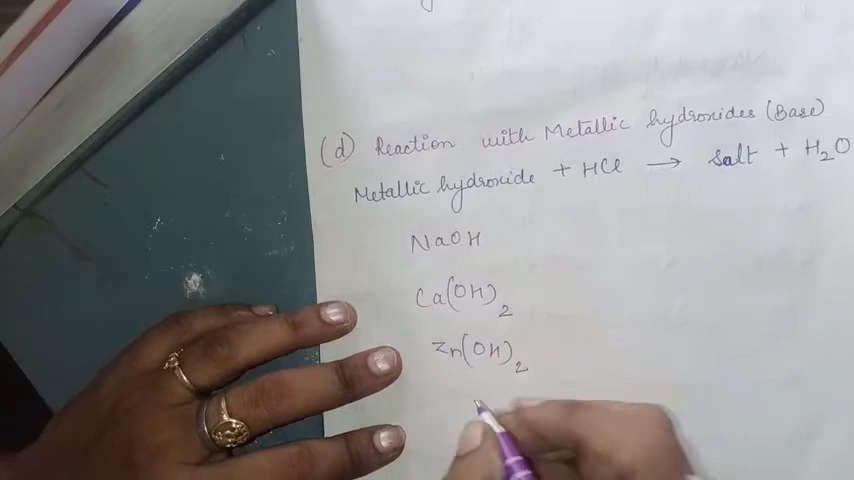 (d) Reaction with Metallic hydroxides (Base)
Metallic hydroxide + HCl → Salt + H₂O
NaOH
Ca(OH)₂
Zn(OH)₂